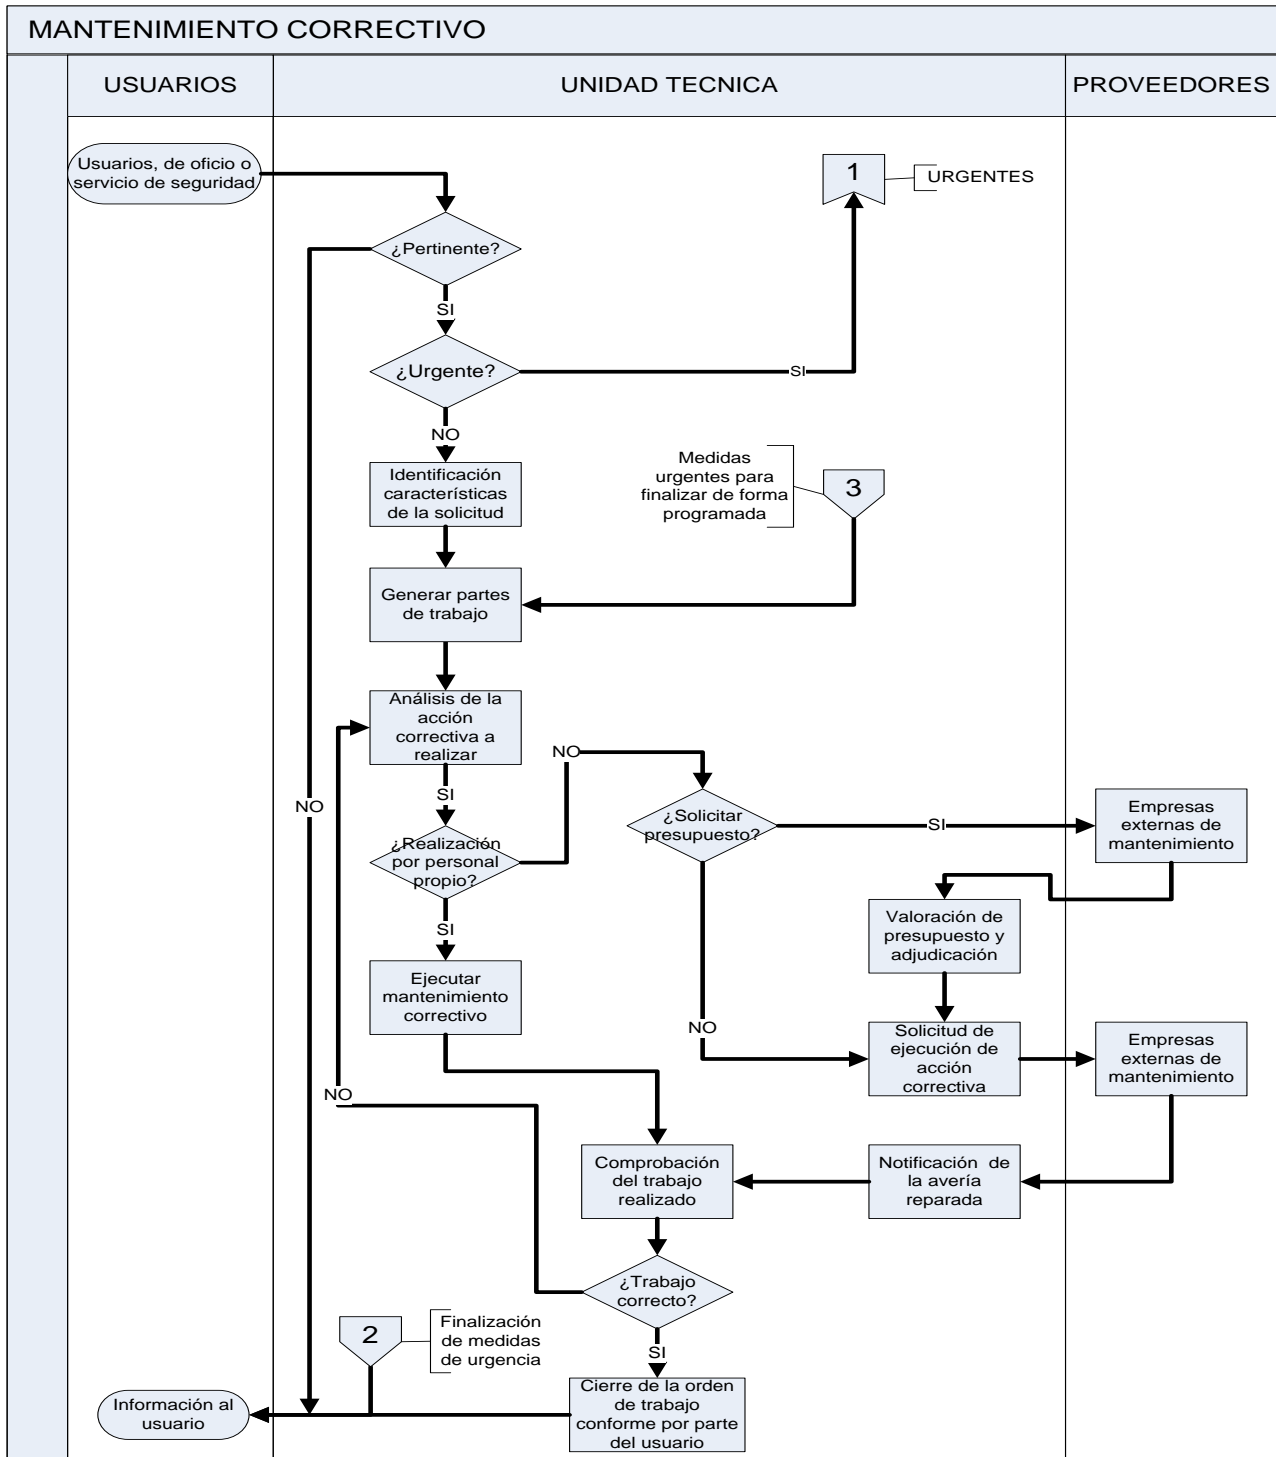 MANTENIMIENTO CORRECTIVO
USUARIOS
UNIDAD TECNICA
PROVEEDORES
Usuarios, de oficio o
servicio de seguridad
1
URGENTES
¿Pertinente?
SI
¿Urgente?
SI
NO
Identificación
características
de la solicitud
Medidas
urgentes para
finalizar de forma
programada
3
Generar partes
de trabajo
Análisis de la
acción
correctiva a
realizar
NO
SI
NO
¿Solicitar
presupuesto?
SI
Empresas
externas de
mantenimiento
¿Realización
por personal
propio?
SI
Valoración de
presupuesto y
adjudicación
Ejecutar
mantenimiento
correctivo
NO
Solicitud de
ejecución de
acción
correctiva
Empresas
externas de
mantenimiento
NO
Comprobación
del trabajo
realizado
Notificación de
la avería
reparada
¿Trabajo
correcto?
2
Finalización
de medidas
de urgencia
SI
Información al
usuario
Cierre de la orden
de trabajo
conforme por parte
del usuario